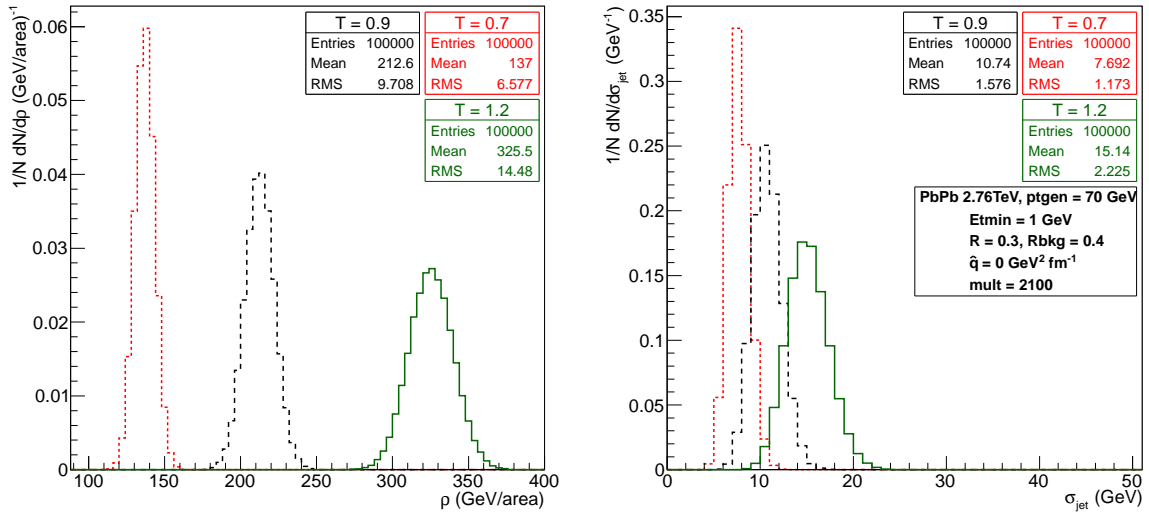 1/N dN/dρ (GeV/area)⁻¹
0.06
0.05
0.04
0.03
0.02
0.01
0
100 150 200 250 300 350 400
ρ (GeV/area)
T = 0.9
Entries 100000
Mean 212.6
RMS 9.708
T = 0.7
Entries 100000
Mean 137
RMS 6.577
T = 1.2
Entries 100000
Mean 325.5
RMS 14.48
1/N dN/dσ_jet (GeV⁻¹)
0.35
0.3
0.25
0.2
0.15
0.1
0.05
0
0 10 20 30 40 50
σ_jet (GeV)
T = 0.9
Entries 100000
Mean 10.74
RMS 1.576
T = 0.7
Entries 100000
Mean 7.692
RMS 1.173
T = 1.2
Entries 100000
Mean 15.14
RMS 2.225
PbPb 2.76TeV, ptgen = 70 GeV
Etmin = 1 GeV
R = 0.3, Rbkg = 0.4
q̂ = 0 GeV² fm⁻¹
mult = 2100